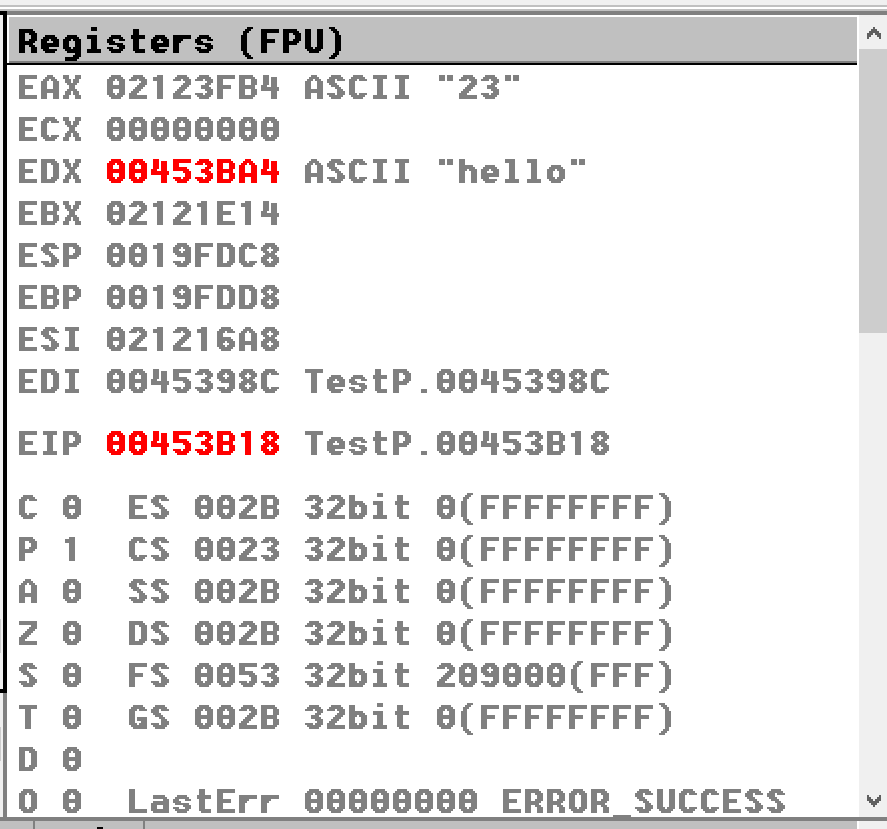 Registers (FPU)
EAX 02123FB4 ASCII "23"
ECX 00000000
EDX 00453BA4 ASCII "hello"
EBX 02121E14
ESP 0019FDC8
EBP 0019FDD8
ESI 021216A8
EDI 0045398C TestP.0045398C
EIP 00453B18 TestP.00453B18
C 0 ES 002B 32bit 0(FFFFFFFF)
P 1 CS 0023 32bit 0(FFFFFFFF)
A 0 SS 002B 32bit 0(FFFFFFFF)
Z 0 DS 002B 32bit 0(FFFFFFFF)
S 0 FS 0053 32bit 209000(FFF)
T 0 GS 002B 32bit 0(FFFFFFFF)
D 0
O 0 LastErr 00000000 ERROR_SUCCESS